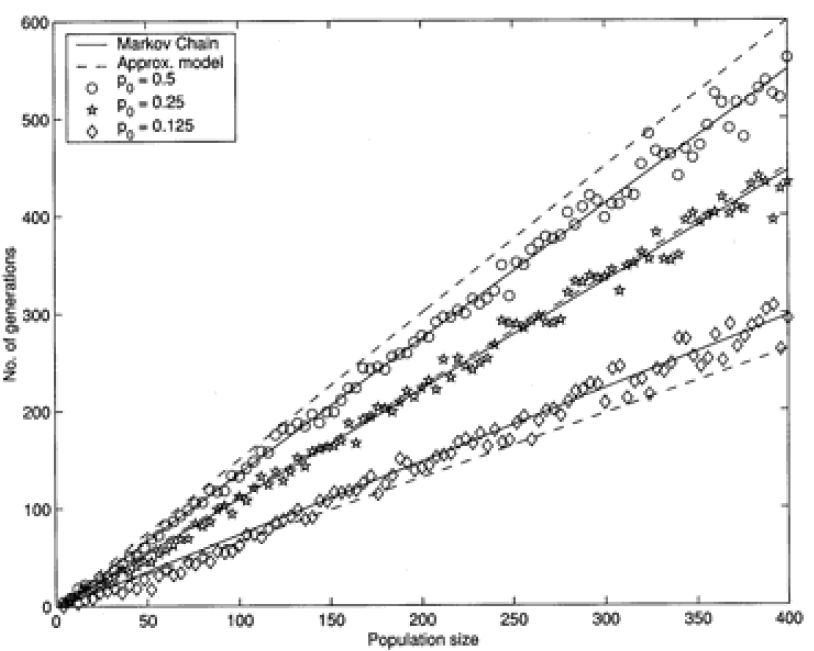 600
Markov Chain
Approx. model
p0 = 0.5
p0 = 0.25
p0 = 0.125
500
400
300
200
100
0
No. of generations
0 50 100 150 200 250 300 350 400
Population size